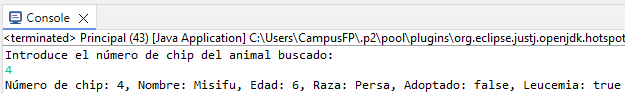 Console
<terminated> Principal (43) [Java Application] C:\Users\CampusFP\.p2\pool\plugins\org.eclipse.justj.openjdk.hotspot
Introduce el número de chip del animal buscado:
4
Número de chip: 4, Nombre: Misifu, Edad: 6, Raza: Persa, Adoptado: false, Leucemia: true